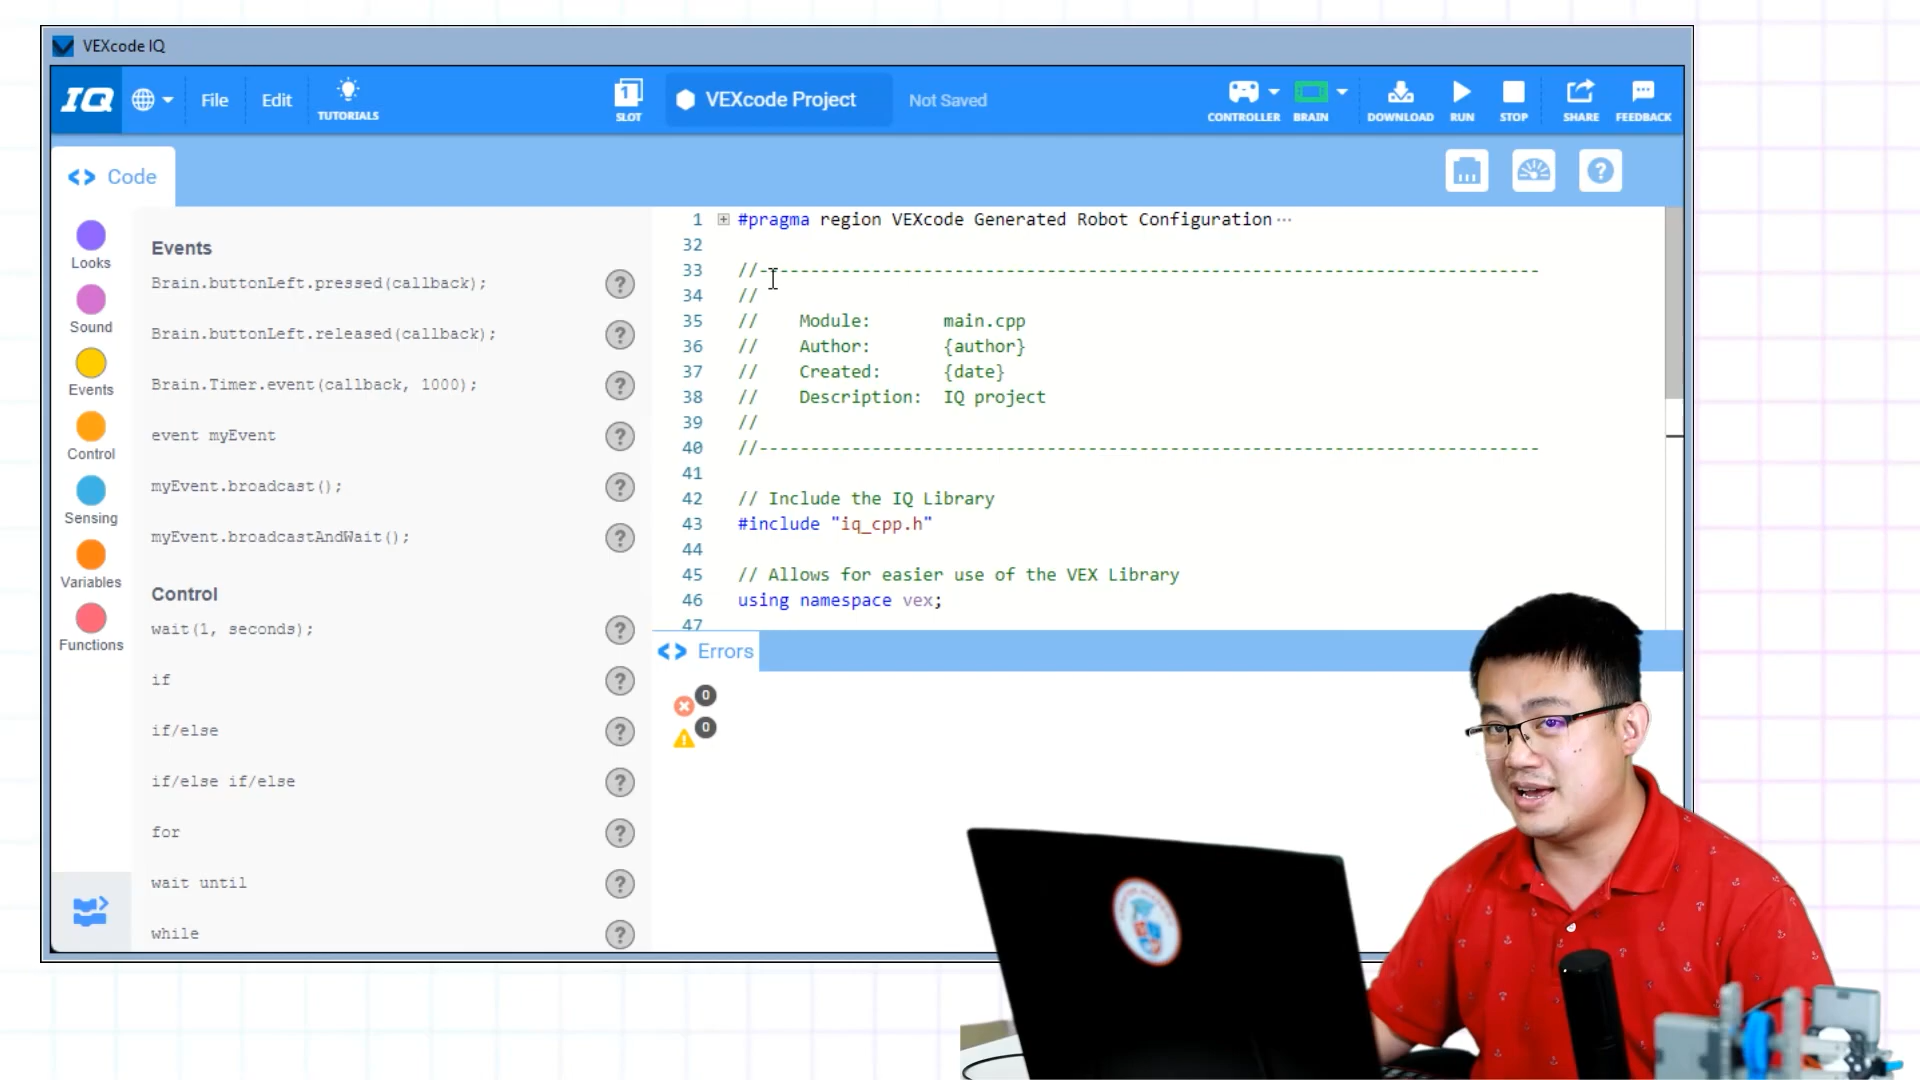 VEXcode IQ
IQ
File
Edit
TUTORIALS
1
SLOT
VEXcode Project
Not Saved
CONTROLLER
BRAIN
DOWNLOAD
RUN
STOP
SHARE
FEEDBACK
<> Code
Looks
Sound
Events
Control
Sensing
Variables
Functions
Events
Brain.buttonLeft.pressed(callback); ?
Brain.buttonLeft.released(callback); ?
Brain.Timer.event(callback, 1000); ?
event myEvent ?
myEvent.broadcast(); ?
myEvent.broadcastAndWait(); ?
Control
wait(1, seconds); ?
if ?
if/else ?
if/else if/else ?
for ?
wait until ?
while ?
?
1 #pragma region VEXcode Generated Robot Configuration ···
32
33 //----------------------------------------------------------------------------
34 //
35 //    Module:       main.cpp
36 //    Author:       {author}
37 //    Created:      {date}
38 //    Description:  IQ project
39 //
40 //----------------------------------------------------------------------------
41
42 // Include the IQ Library
43 #include "iq_cpp.h"
44
45 // Allows for easier use of the VEX Library
46 using namespace vex;
47
<> Errors
0
0